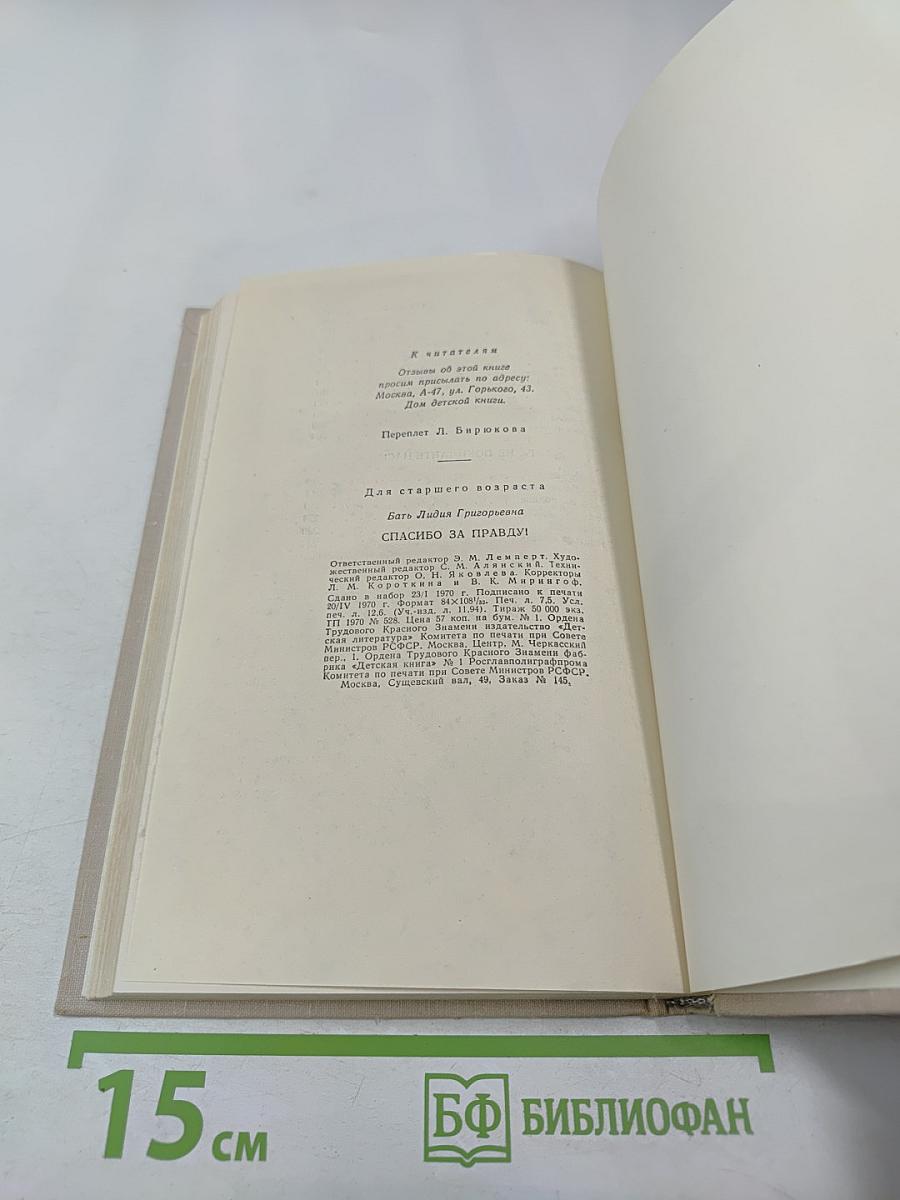 К читателям
Отзывы об этой книге
просим присылать по адресу:
Москва, А-47, ул. Горького, 43.
Дом детской книги.
Переплет Л. Бирюкова
Для старшего возраста
Бать Лидия Григорьевна
СПАСИБО ЗА ПРАВДУ!
Ответственный редактор Э. М. Лемперт. Худо-
жественный редактор С. М. Алянский. Техни-
ческий редактор О. Н. Яковлева. Корректоры
Л. М. Короткина и В. К. Мирингоф.
Сдано в набор 23/I 1970 г. Подписано к печати
20/IV 1970 г. Формат 84×108¹/₃₂. Печ. л. 7,5. Усл.
печ. л. 12,6. (Уч.-изд. л. 11,94). Тираж 50 000 экз.
ТП 1970 № 528. Цена 57 коп. на бум. № 1. Ордена
Трудового Красного Знамени издательство «Дет-
ская литература» Комитета по печати при Совете
Министров РСФСР. Москва, Центр, М. Черкасский
пер., 1. Ордена Трудового Красного Знамени фаб-
рика «Детская книга» № 1 Росглавполиграфпрома
Комитета по печати при Совете Министров РСФСР.
Москва, Сущевский вал, 49, Заказ № 145.
15 см
БФ БИБЛИОФАН